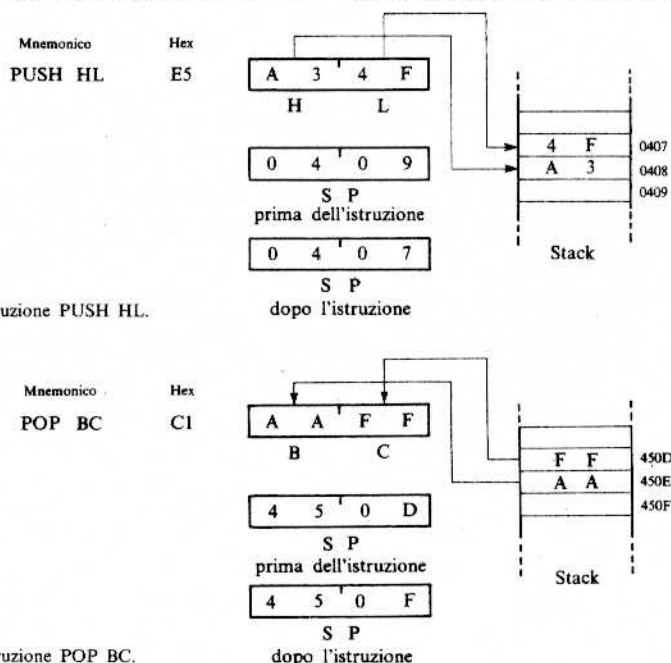 Mnemonico Hex
PUSH HL E5
A 3 4 F
H L
4 F 0407
A 3 0408
0409
0 4 0 9
S P
prima dell'istruzione
Stack
0 4 0 7
S P
dopo l'istruzione
uzione PUSH HL.
Mnemonico Hex
POP BC C1
A A F F
B C
F F 450D
A A 450E
450F
4 5 0 D
S P
prima dell'istruzione
Stack
4 5 0 F
S P
dopo l'istruzione
ruzione POP BC.